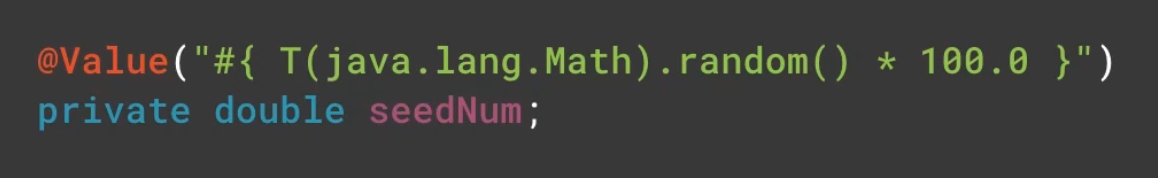 @Value("#{ T(java.lang.Math).random() * 100.0 }")
private double seedNum;